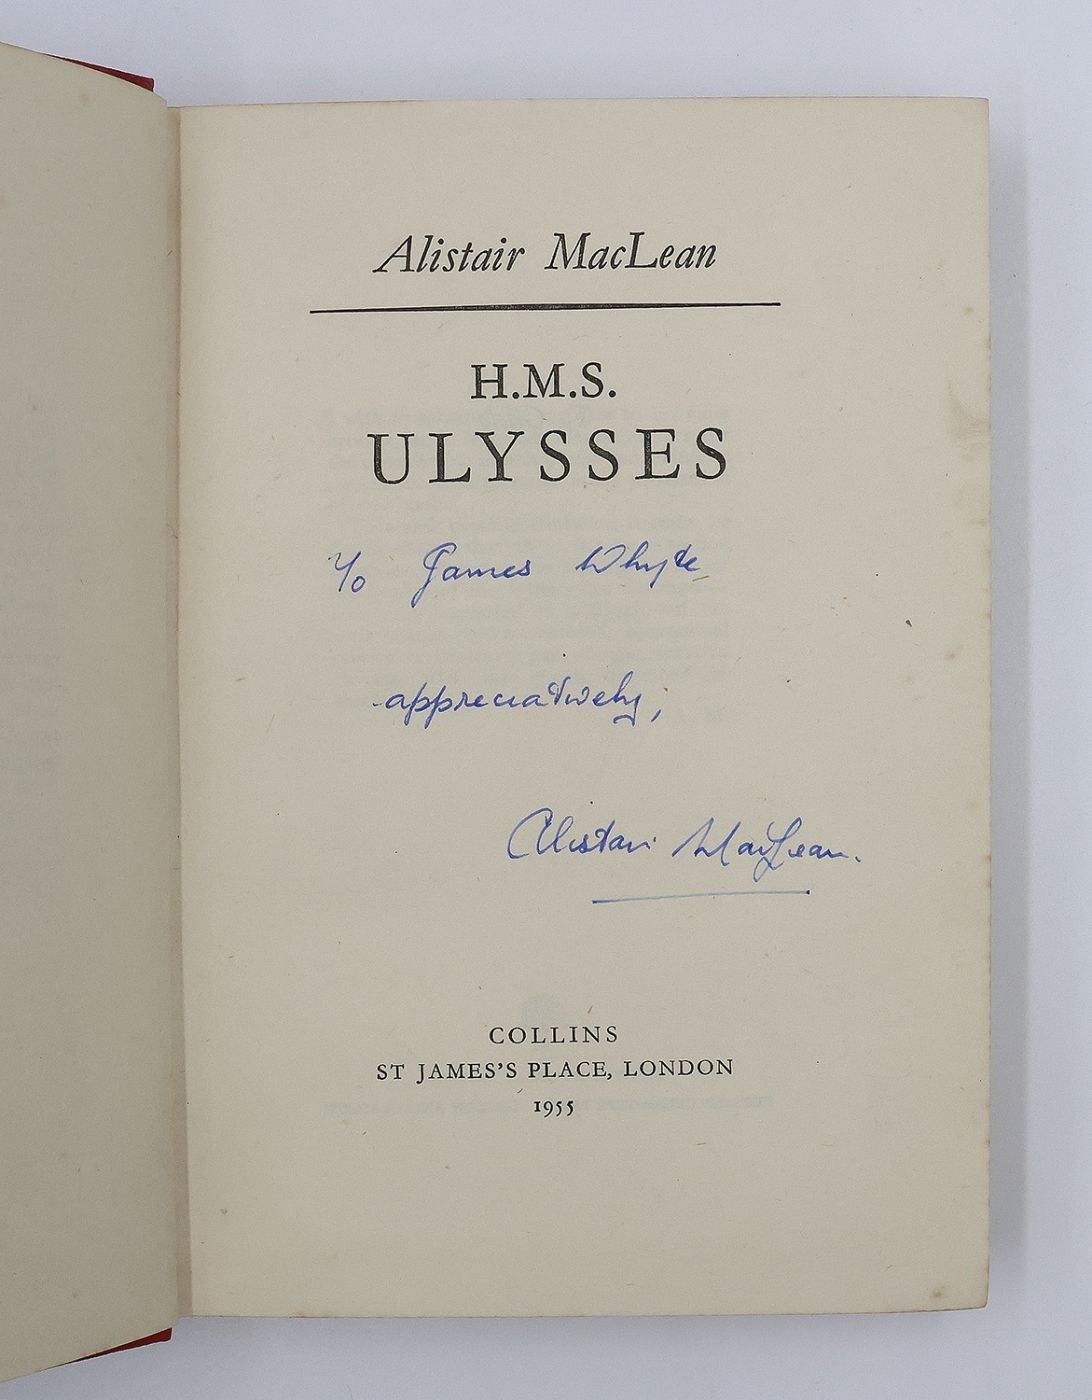 Alistair MacLean
H.M.S.
ULYSSES
To James Whyte
appreciatively,
Alistair MacLean.
COLLINS
ST JAMES'S PLACE, LONDON
1955